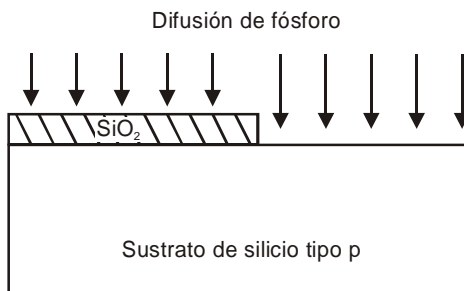 Difusión de fósforo
SiO₂
Sustrato de silicio tipo p